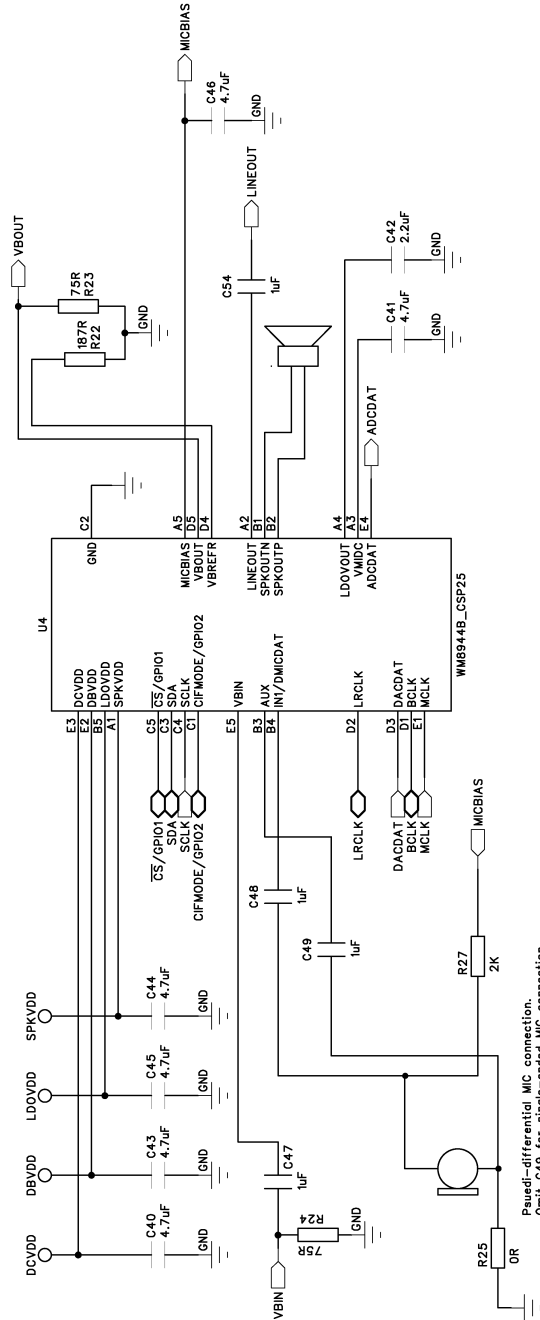 DCVDD
DBVDD
LDOVDD
SPKVDD
C40
4.7uF
GND
C43
4.7uF
GND
C45
4.7uF
GND
C44
4.7uF
GND
U4
E3 DCVDD
E2 DBVDD
B5 LDOVDD
A1 SPKVDD
CS/GPIO1 C5 CS/GPIO1
SDA C3 SDA
SCLK C4 SCLK
CIFMODE/GPIO2 C1 CIFMODE/GPIO2
E5 VBIN
B3 AUX
B4 IN1/DMICDAT
LRCLK D2 LRCLK
DACDAT D3 DACDAT
BCLK D1 BCLK
MCLK E1 MCLK
GND C2
MICBIAS A5
VBOUT D5
VBREFR D4
LINEOUT A2
SPKOUTN B1
SPKOUTP B2
LDOVOUT A4
VMIDC A3
ADCDAT E4
WM8944B_CSP25
VBOUT
187R
R22
75R
R23
GND
MICBIAS
C46
4.7uF
GND
C54
1uF
LINEOUT
C41
4.7uF
GND
C42
2.2uF
GND
ADCDAT
VBIN
75R
R24
GND
C47
1uF
C48
1uF
C49
1uF
R25
0R
R27
2K
MICBIAS
Psuedi-differential MIC connection.